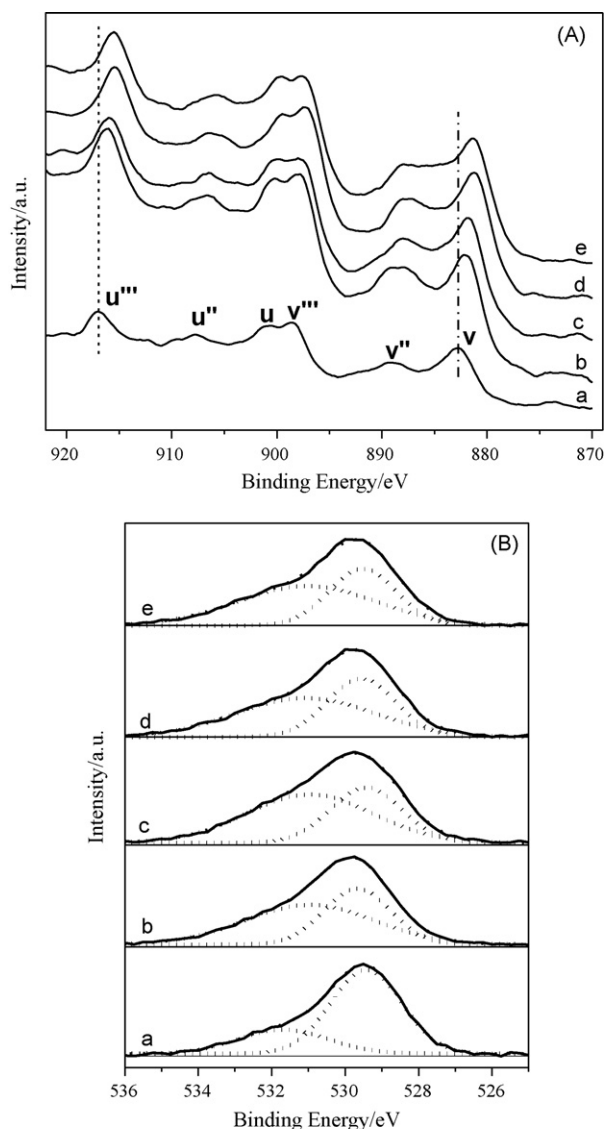 (A)
Intensity/a.u.
e
d
c
b
a
u''' u'' u v''' v'' v
920 910 900 890 880 870
Binding Energy/eV
(B)
Intensity/a.u.
e
d
c
b
a
536 534 532 530 528 526
Binding Energy/eV